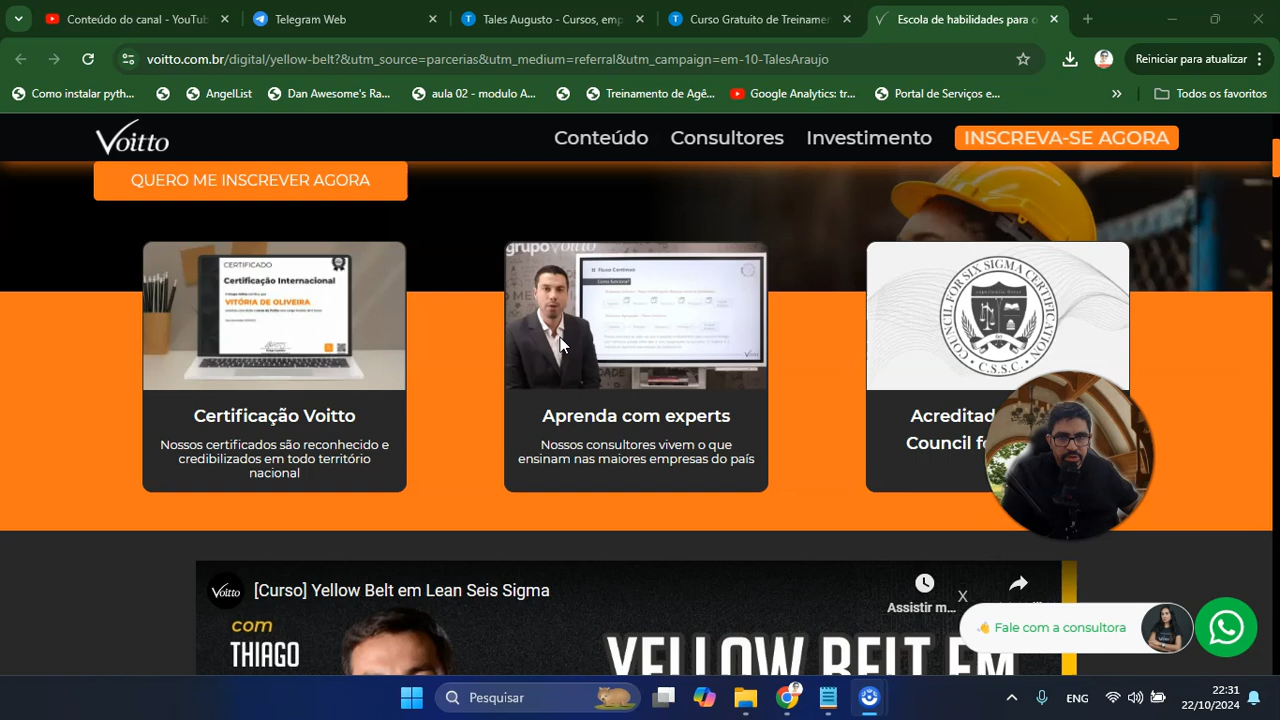 Conteúdo do canal - YouTub
Telegram Web
Tales Augusto - Cursos, emp
Curso Gratuito de Treinamen
Escola de habilidades para o
voitto.com.br/digital/yellow-belt?&utm_source=parcerias&utm_medium=referral&utm_campaign=em-10-TalesAraujo
Reiniciar para atualizar
Como instalar pyth...
AngelList
Dan Awesome's Ra...
aula 02 - modulo A...
Treinamento de Agê...
Google Analytics: tr...
Portal de Serviços e...
Todos os favoritos
Voitto
Conteúdo
Consultores
Investimento
INSCREVA-SE AGORA
QUERO ME INSCREVER AGORA
CERTIFICADO
Certificação Internacional
VITÓRIA DE OLIVEIRA
grupo Voitto
Fluxo Contínuo
COUNCIL FOR SIX SIGMA CERTIFICATION
C.S.S.C.
Certificação Voitto
Nossos certificados são reconhecido e
credibilizados em todo território
nacional
Aprenda com experts
Nossos consultores vivem o que
ensinam nas maiores empresas do país
Acreditad
Council fo
Voitto
[Curso] Yellow Belt em Lean Seis Sigma
Assistir m...
X
com
THIAGO
YELLOW BELT EM
Fale com a consultora
Pesquisar
ENG
22:31
22/10/2024